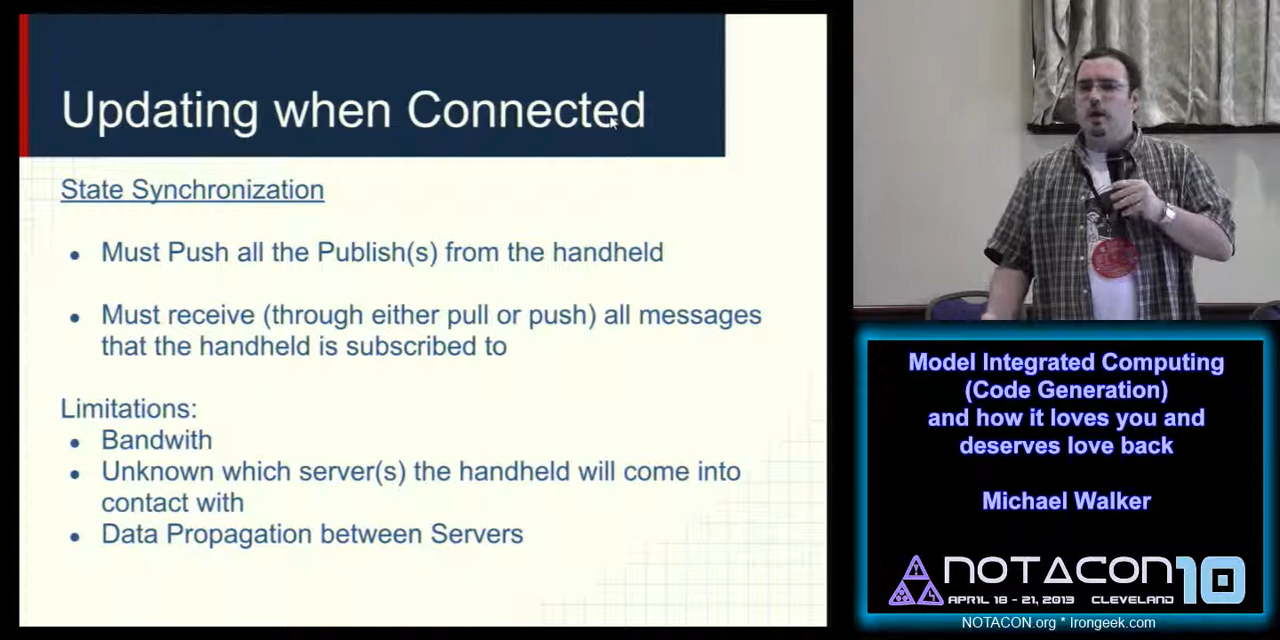 Updating when Connected
State Synchronization
Must Push all the Publish(s) from the handheld
Must receive (through either pull or push) all messages
that the handheld is subscribed to
Limitations:
Bandwith
Unknown which server(s) the handheld will come into
contact with
Data Propagation between Servers
Model Integrated Computing
(Code Generation)
and how it loves you and
deserves love back
Michael Walker
NOTACON 10
APRIL 18 - 21, 2013 CLEVELAND
NOTACON.org * Irongeek.com